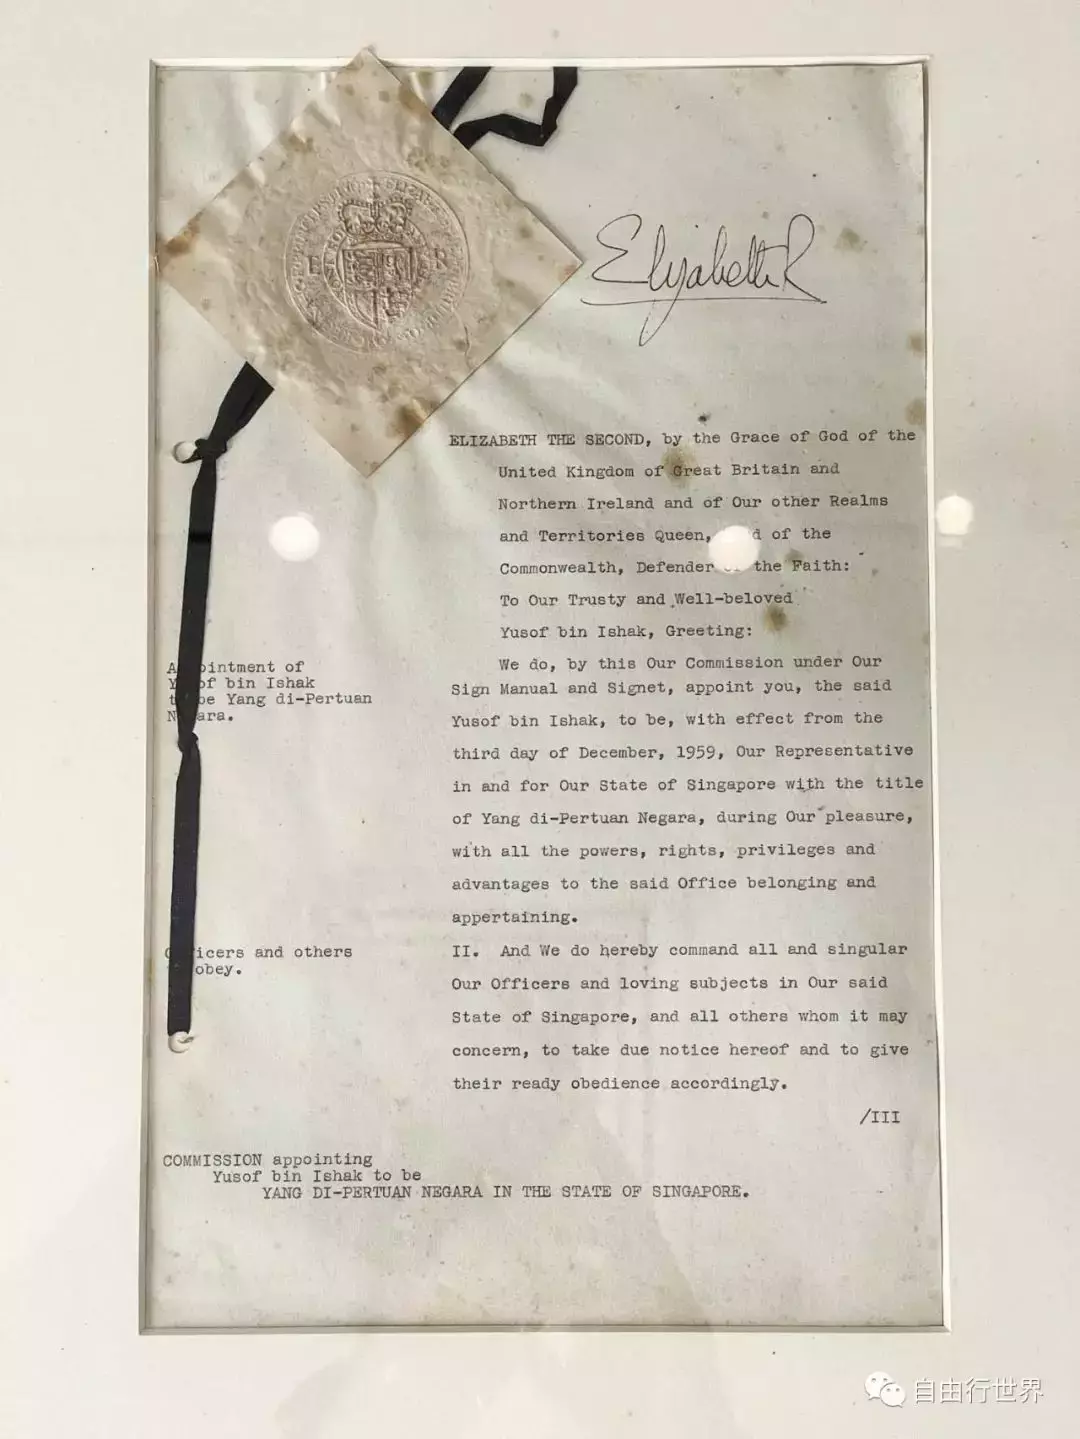 Elizabeth R
E R
ELIZABETH THE SECOND, by the Grace of God of the
United Kingdom of Great Britain and
Northern Ireland and of Our other Realms
and Territories Queen, of the
Commonwealth, Defender the Faith:
To Our Trusty and Well-beloved
Yusof bin Ishak, Greeting:
Appointment of
Yusof bin Ishak
to be Yang di-Pertuan
Negara.
We do, by this Our Commission under Our
Sign Manual and Signet, appoint you, the said
Yusof bin Ishak, to be, with effect from the
third day of December, 1959, Our Representative
in and for Our State of Singapore with the title
of Yang di-Pertuan Negara, during Our pleasure,
with all the powers, rights, privileges and
advantages to the said Office belonging and
appertaining.
Officers and others
to obey.
II. And We do hereby command all and singular
Our Officers and loving subjects in Our said
State of Singapore, and all others whom it may
concern, to take due notice hereof and to give
their ready obedience accordingly.
/III
COMMISSION appointing
Yusof bin Ishak to be
YANG DI-PERTUAN NEGARA IN THE STATE OF SINGAPORE.
自由行世界